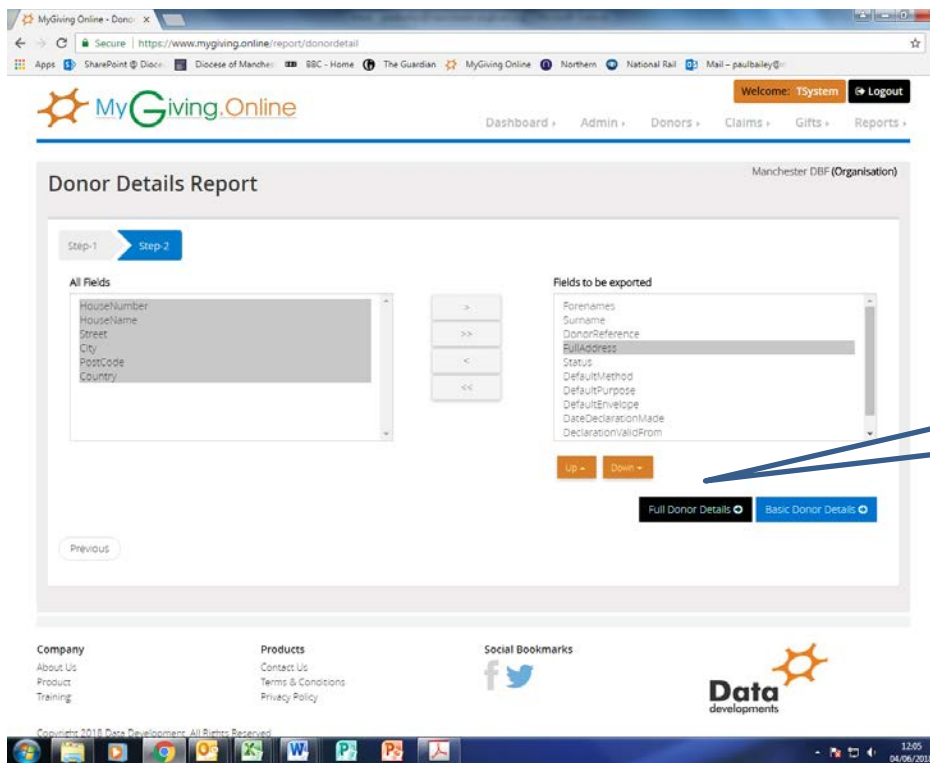 MyGiving Online - Donor
Secure | https://www.mygiving.online/report/donordetail
Apps SharePoint @ Dioce Diocese of Manches BBC - Home The Guardian MyGiving Online Northern National Rail Mail – paulbailey@
Welcome: TSystem Logout
MyGiving.Online
Dashboard Admin Donors Claims Gifts Reports
Manchester DBF (Organisation)
Donor Details Report
Step-1 Step-2
All Fields
HouseNumber
HouseName
Street
City
PostCode
Country
>
>>
<
<<
Fields to be exported
Forenames
Surname
DonorReference
FullAddress
Status
DefaultMethod
DefaultPurpose
DefaultEnvelope
DateDeclarationMade
DeclarationValidFrom
Up Down
Full Donor Details Basic Donor Details
Previous
Company
About Us
Product
Training
Products
Contact Us
Terms & Conditions
Privacy Policy
Social Bookmarks
Data
developments
Copyright 2018 Data Development. All Rights Reserved
12:05
04/06/201